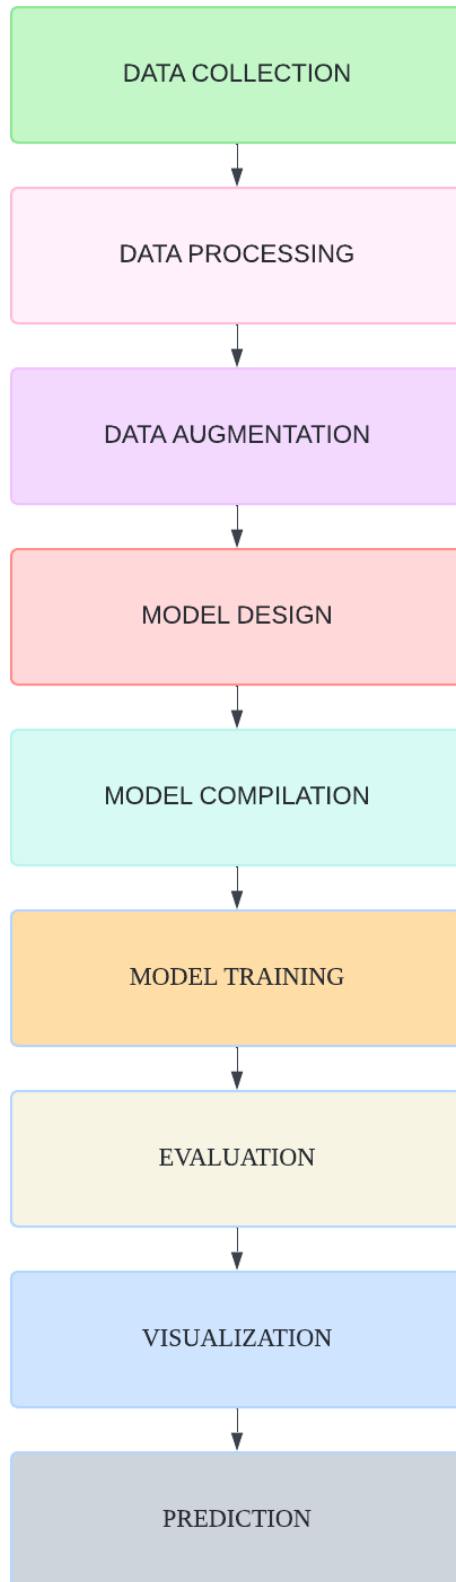 DATA COLLECTION
DATA PROCESSING
DATA AUGMENTATION
MODEL DESIGN
MODEL COMPILATION
MODEL TRAINING
EVALUATION
VISUALIZATION
PREDICTION